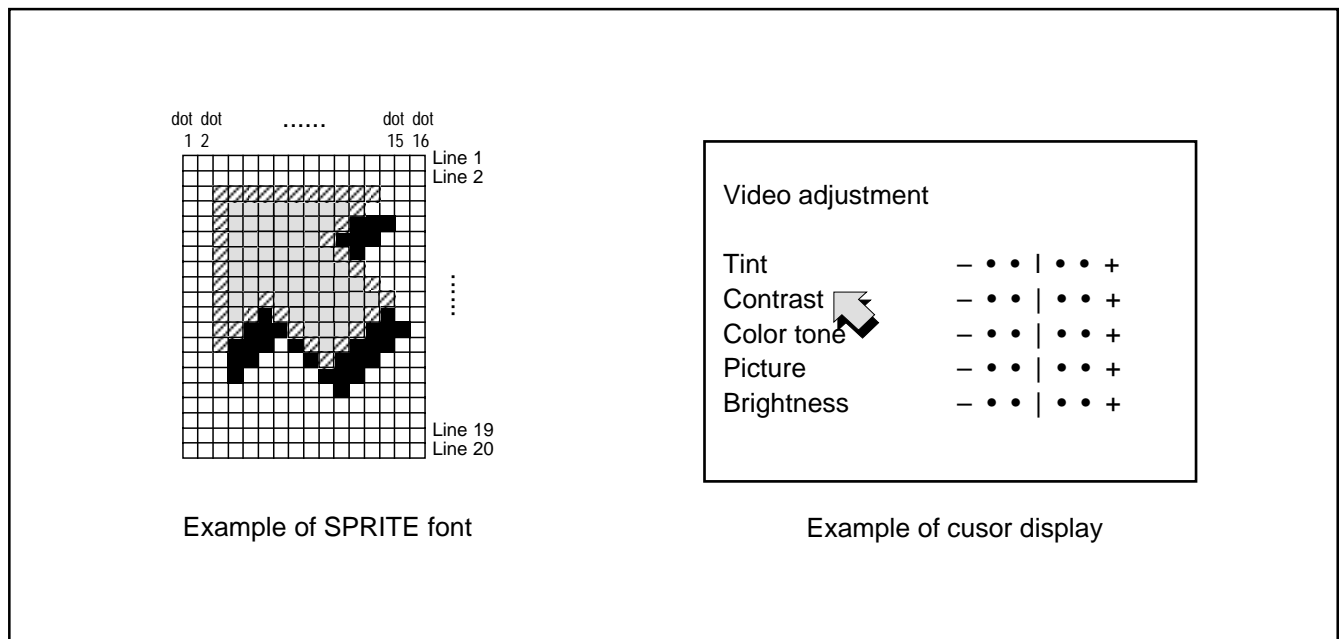 dot dot ...... dot dot
1 2 15 16
Line 1
Line 2
......
Line 19
Line 20
Example of SPRITE font
Video adjustment
Tint – • • | • • +
Contrast – • • | • • +
Color tone – • • | • • +
Picture – • • | • • +
Brightness – • • | • • +
Example of cusor display